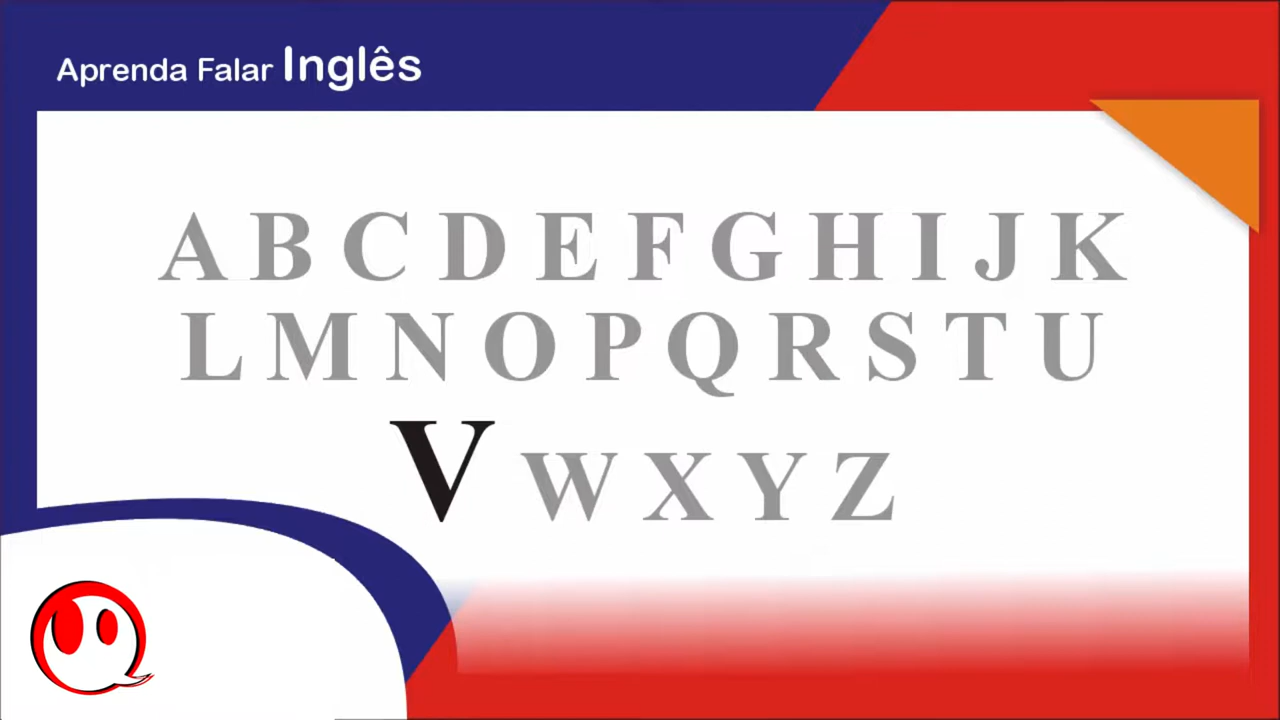 Aprenda Falar Inglês
A B C D E F G H I J K
L M N O P Q R S T U
V W X Y Z